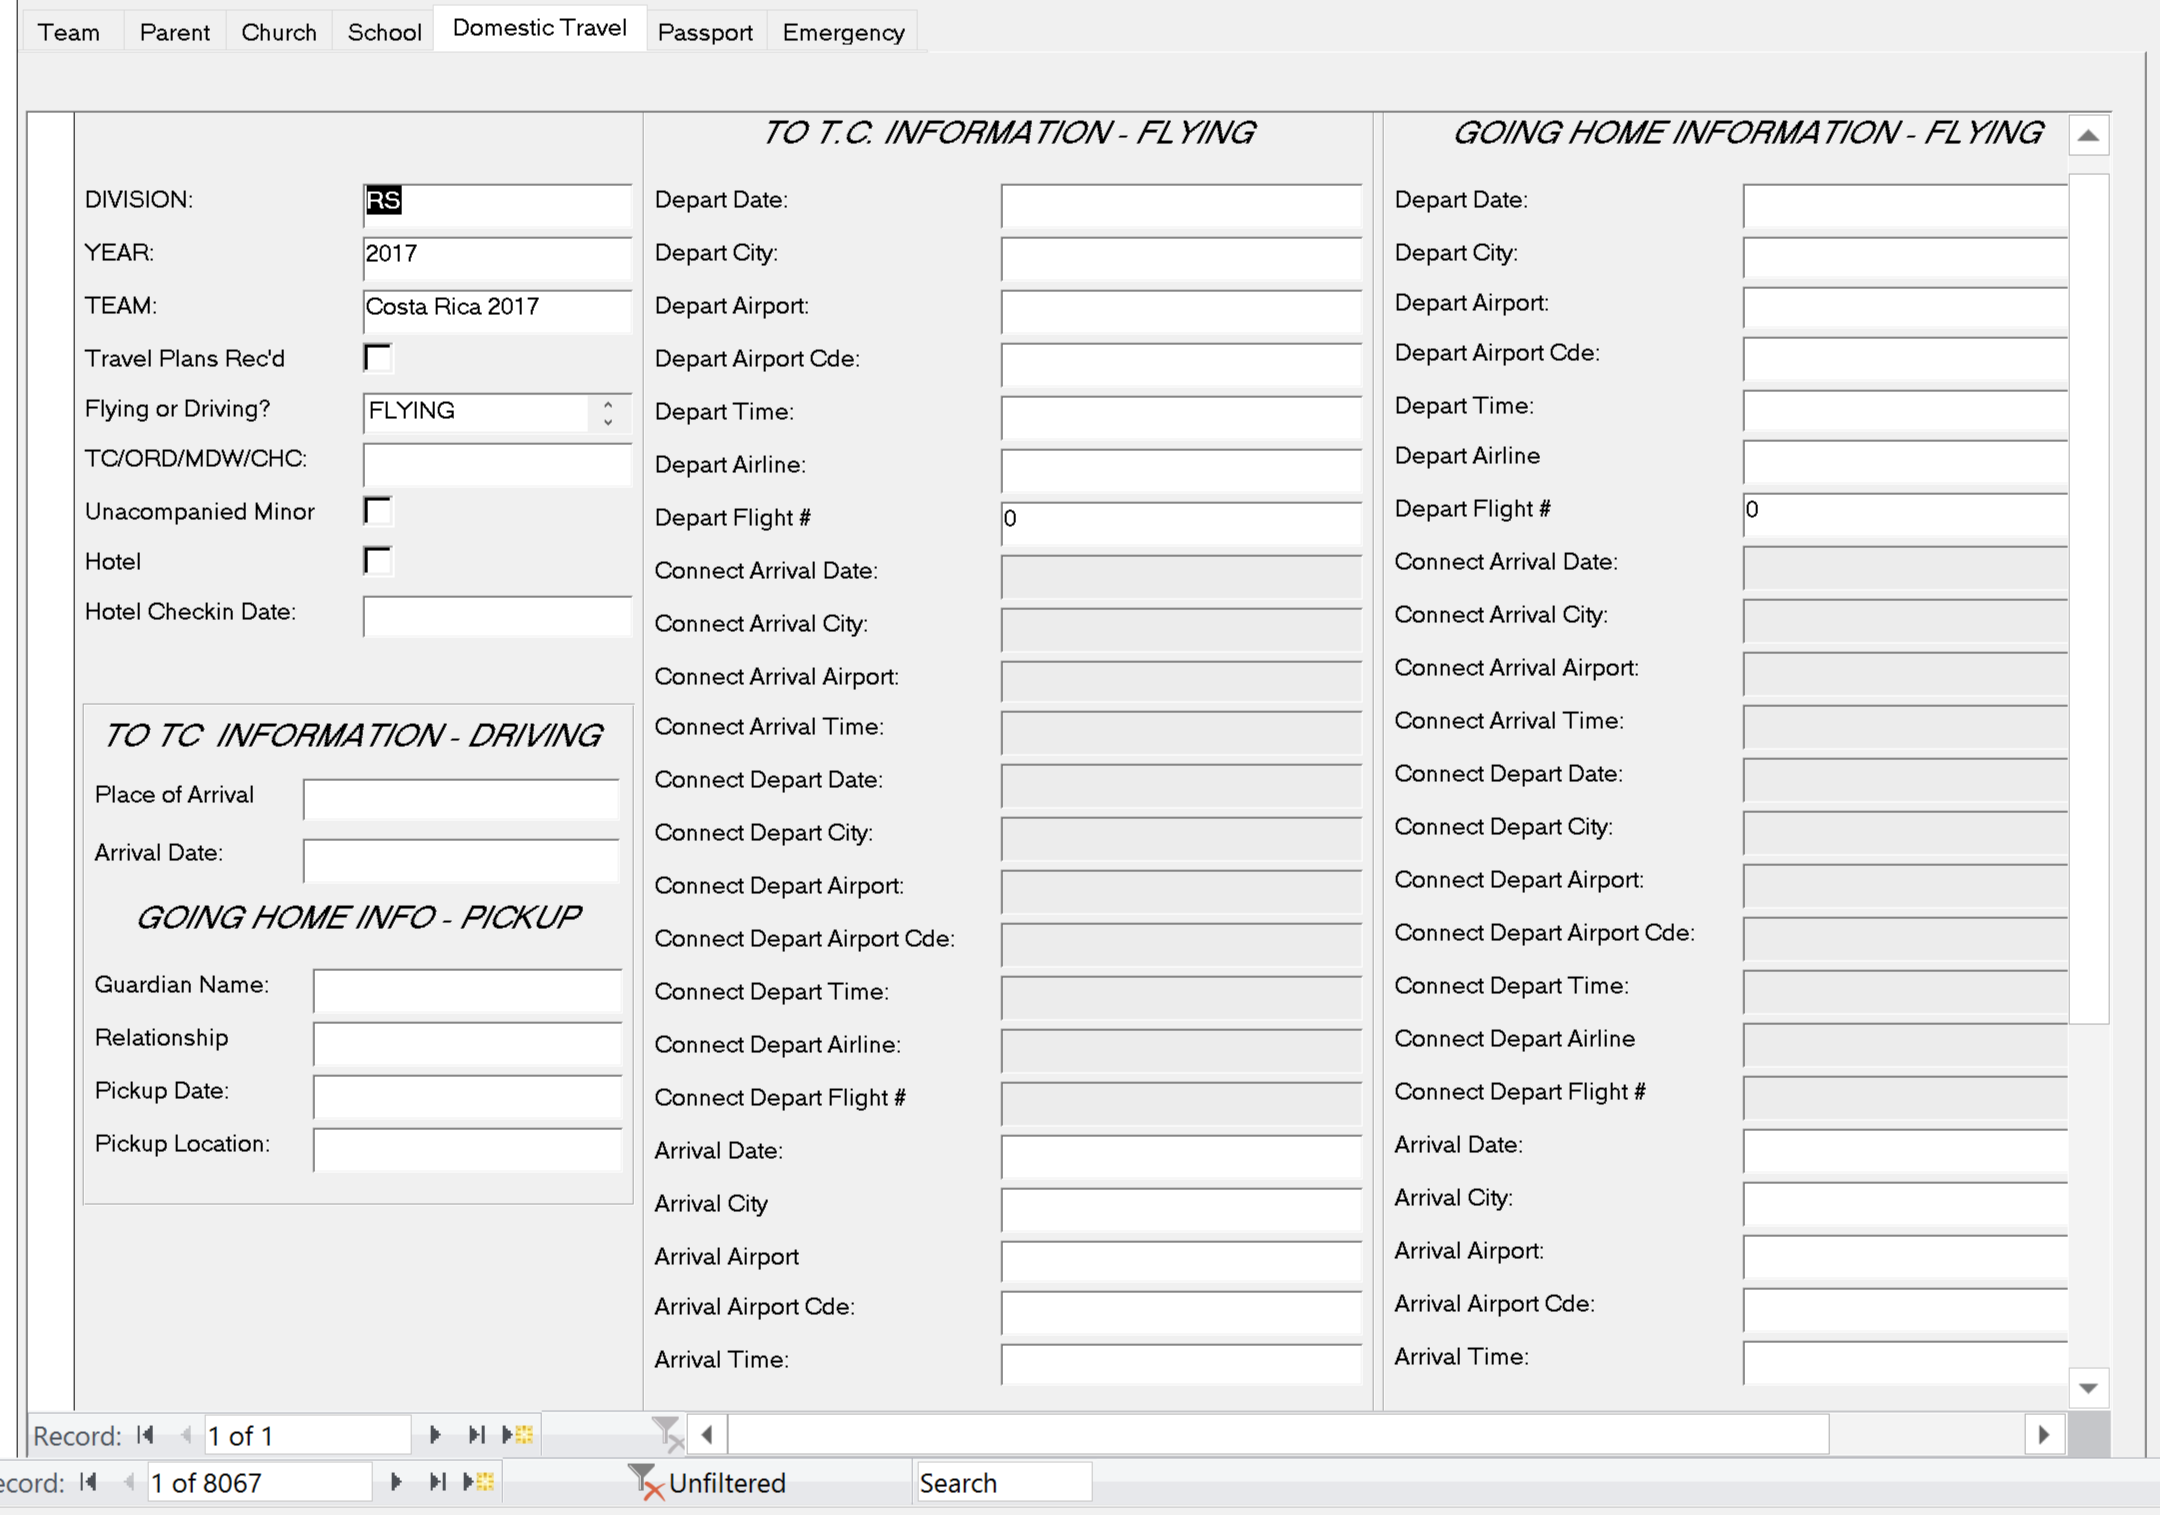 Team Parent Church School Domestic Travel Passport Emergency
DIVISION: RS
YEAR: 2017
TEAM: Costa Rica 2017
Travel Plans Rec'd
Flying or Driving? FLYING
TC/ORD/MDW/CHC:
Unacompanied Minor
Hotel
Hotel Checkin Date:
TO TC INFORMATION - DRIVING
Place of Arrival
Arrival Date:
GOING HOME INFO - PICKUP
Guardian Name:
Relationship
Pickup Date:
Pickup Location:
TO T.C. INFORMATION - FLYING
Depart Date:
Depart City:
Depart Airport:
Depart Airport Cde:
Depart Time:
Depart Airline:
Depart Flight # 0
Connect Arrival Date:
Connect Arrival City:
Connect Arrival Airport:
Connect Arrival Time:
Connect Depart Date:
Connect Depart City:
Connect Depart Airport:
Connect Depart Airport Cde:
Connect Depart Time:
Connect Depart Airline:
Connect Depart Flight #
Arrival Date:
Arrival City
Arrival Airport
Arrival Airport Cde:
Arrival Time:
GOING HOME INFORMATION - FLYING
Depart Date:
Depart City:
Depart Airport:
Depart Airport Cde:
Depart Time:
Depart Airline
Depart Flight # 0
Connect Arrival Date:
Connect Arrival City:
Connect Arrival Airport:
Connect Arrival Time:
Connect Depart Date:
Connect Depart City:
Connect Depart Airport:
Connect Depart Airport Cde:
Connect Depart Time:
Connect Depart Airline
Connect Depart Flight #
Arrival Date:
Arrival City:
Arrival Airport:
Arrival Airport Cde:
Arrival Time:
Record: 1 of 1
ecord: 1 of 8067 Unfiltered Search